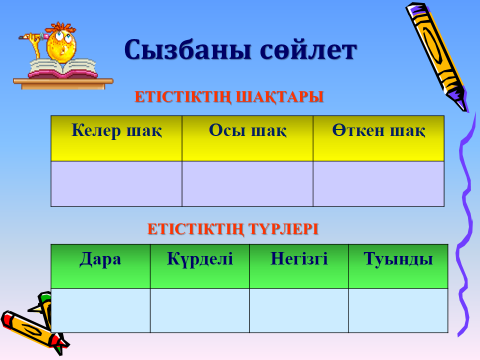 Сызбаны сөйлет
ЕТІСТІКТІҢ ШАҚТАРЫ
Келер шақ Осы шақ Өткен шақ
ЕТІСТІКТІҢ ТҮРЛЕРІ
Дара Күрделі Негізгі Туынды